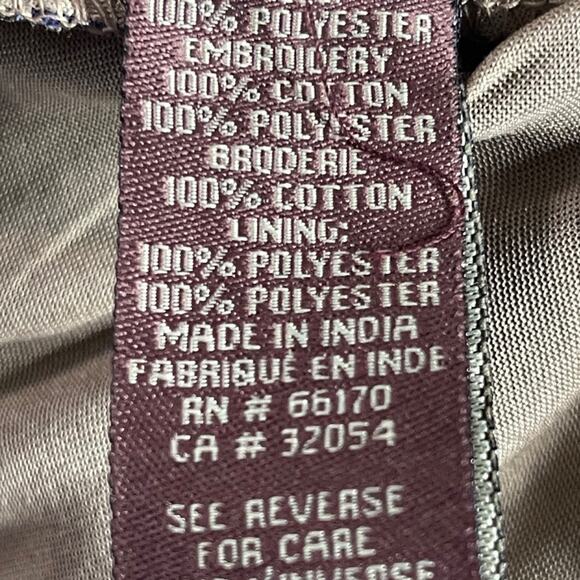 100% POLYESTER
EMBROIDERY
100% COTTON
100% POLYESTER
BRODERIE
100% COTTON
LINING:
100% POLYESTER
100% POLYESTER
MADE IN INDIA
FABRIQUÉ EN INDE
RN # 66170
CA # 32054
SEE REVERSE
FOR CARE
L'INVERSE